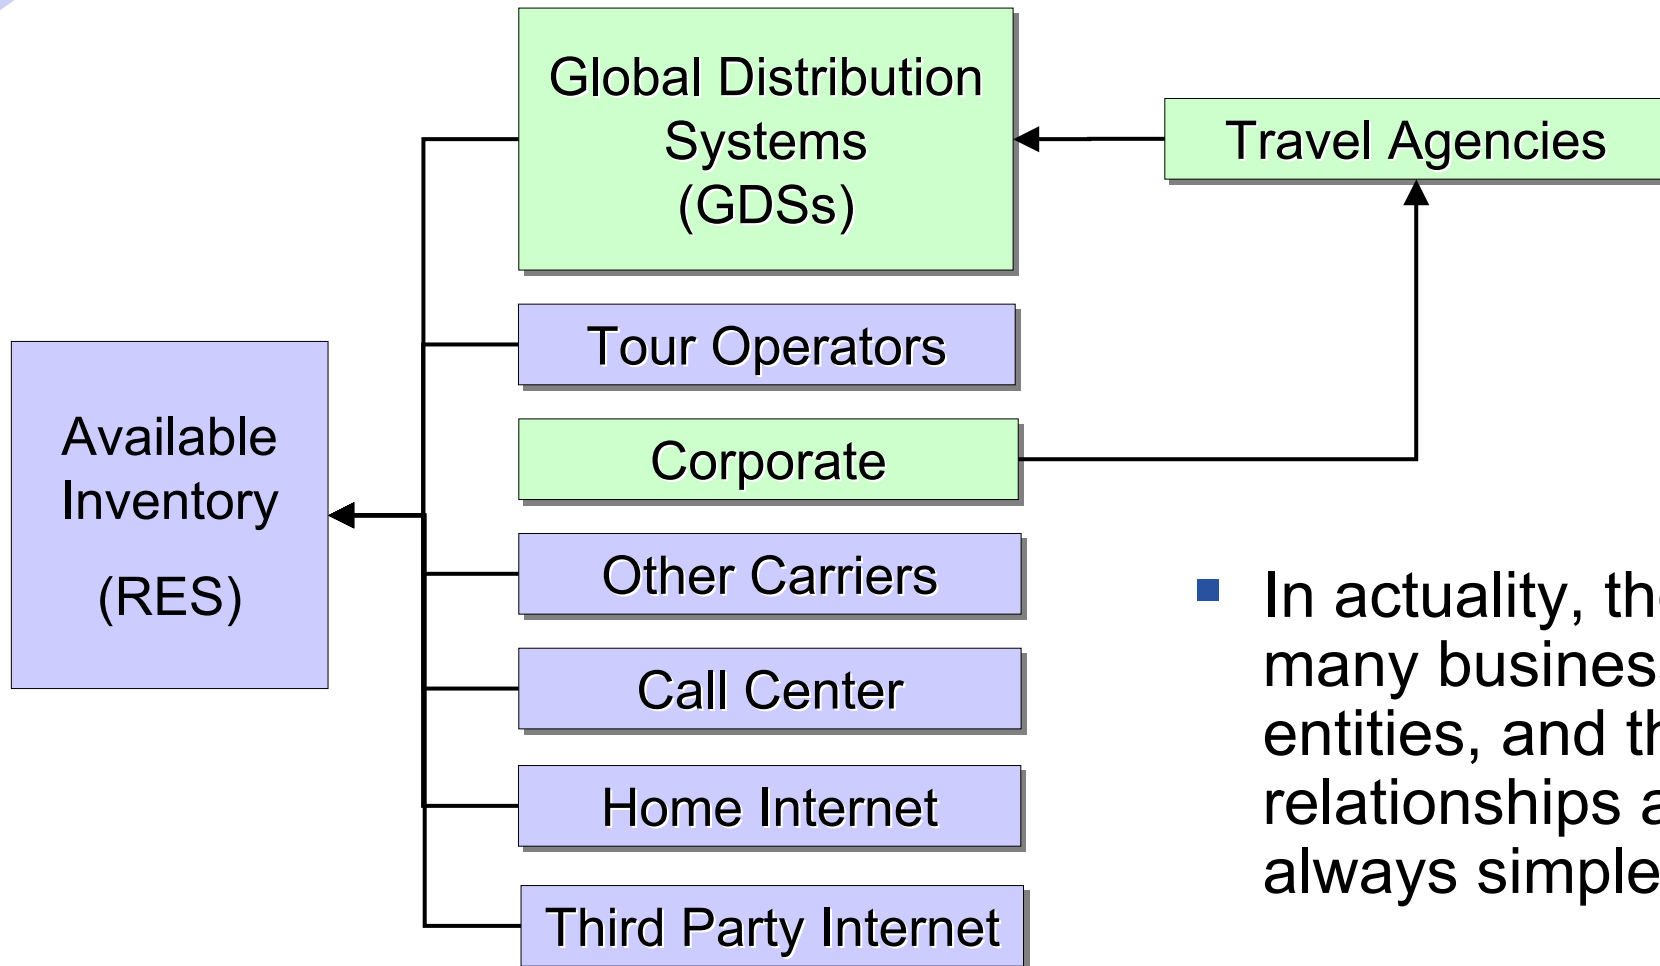 Global Distribution
Systems
(GDSs)
Travel Agencies
Tour Operators
Available
Inventory
(RES)
Corporate
Other Carriers
Call Center
Home Internet
Third Party Internet
In actuality,
many
entities, and
relationships
always simple